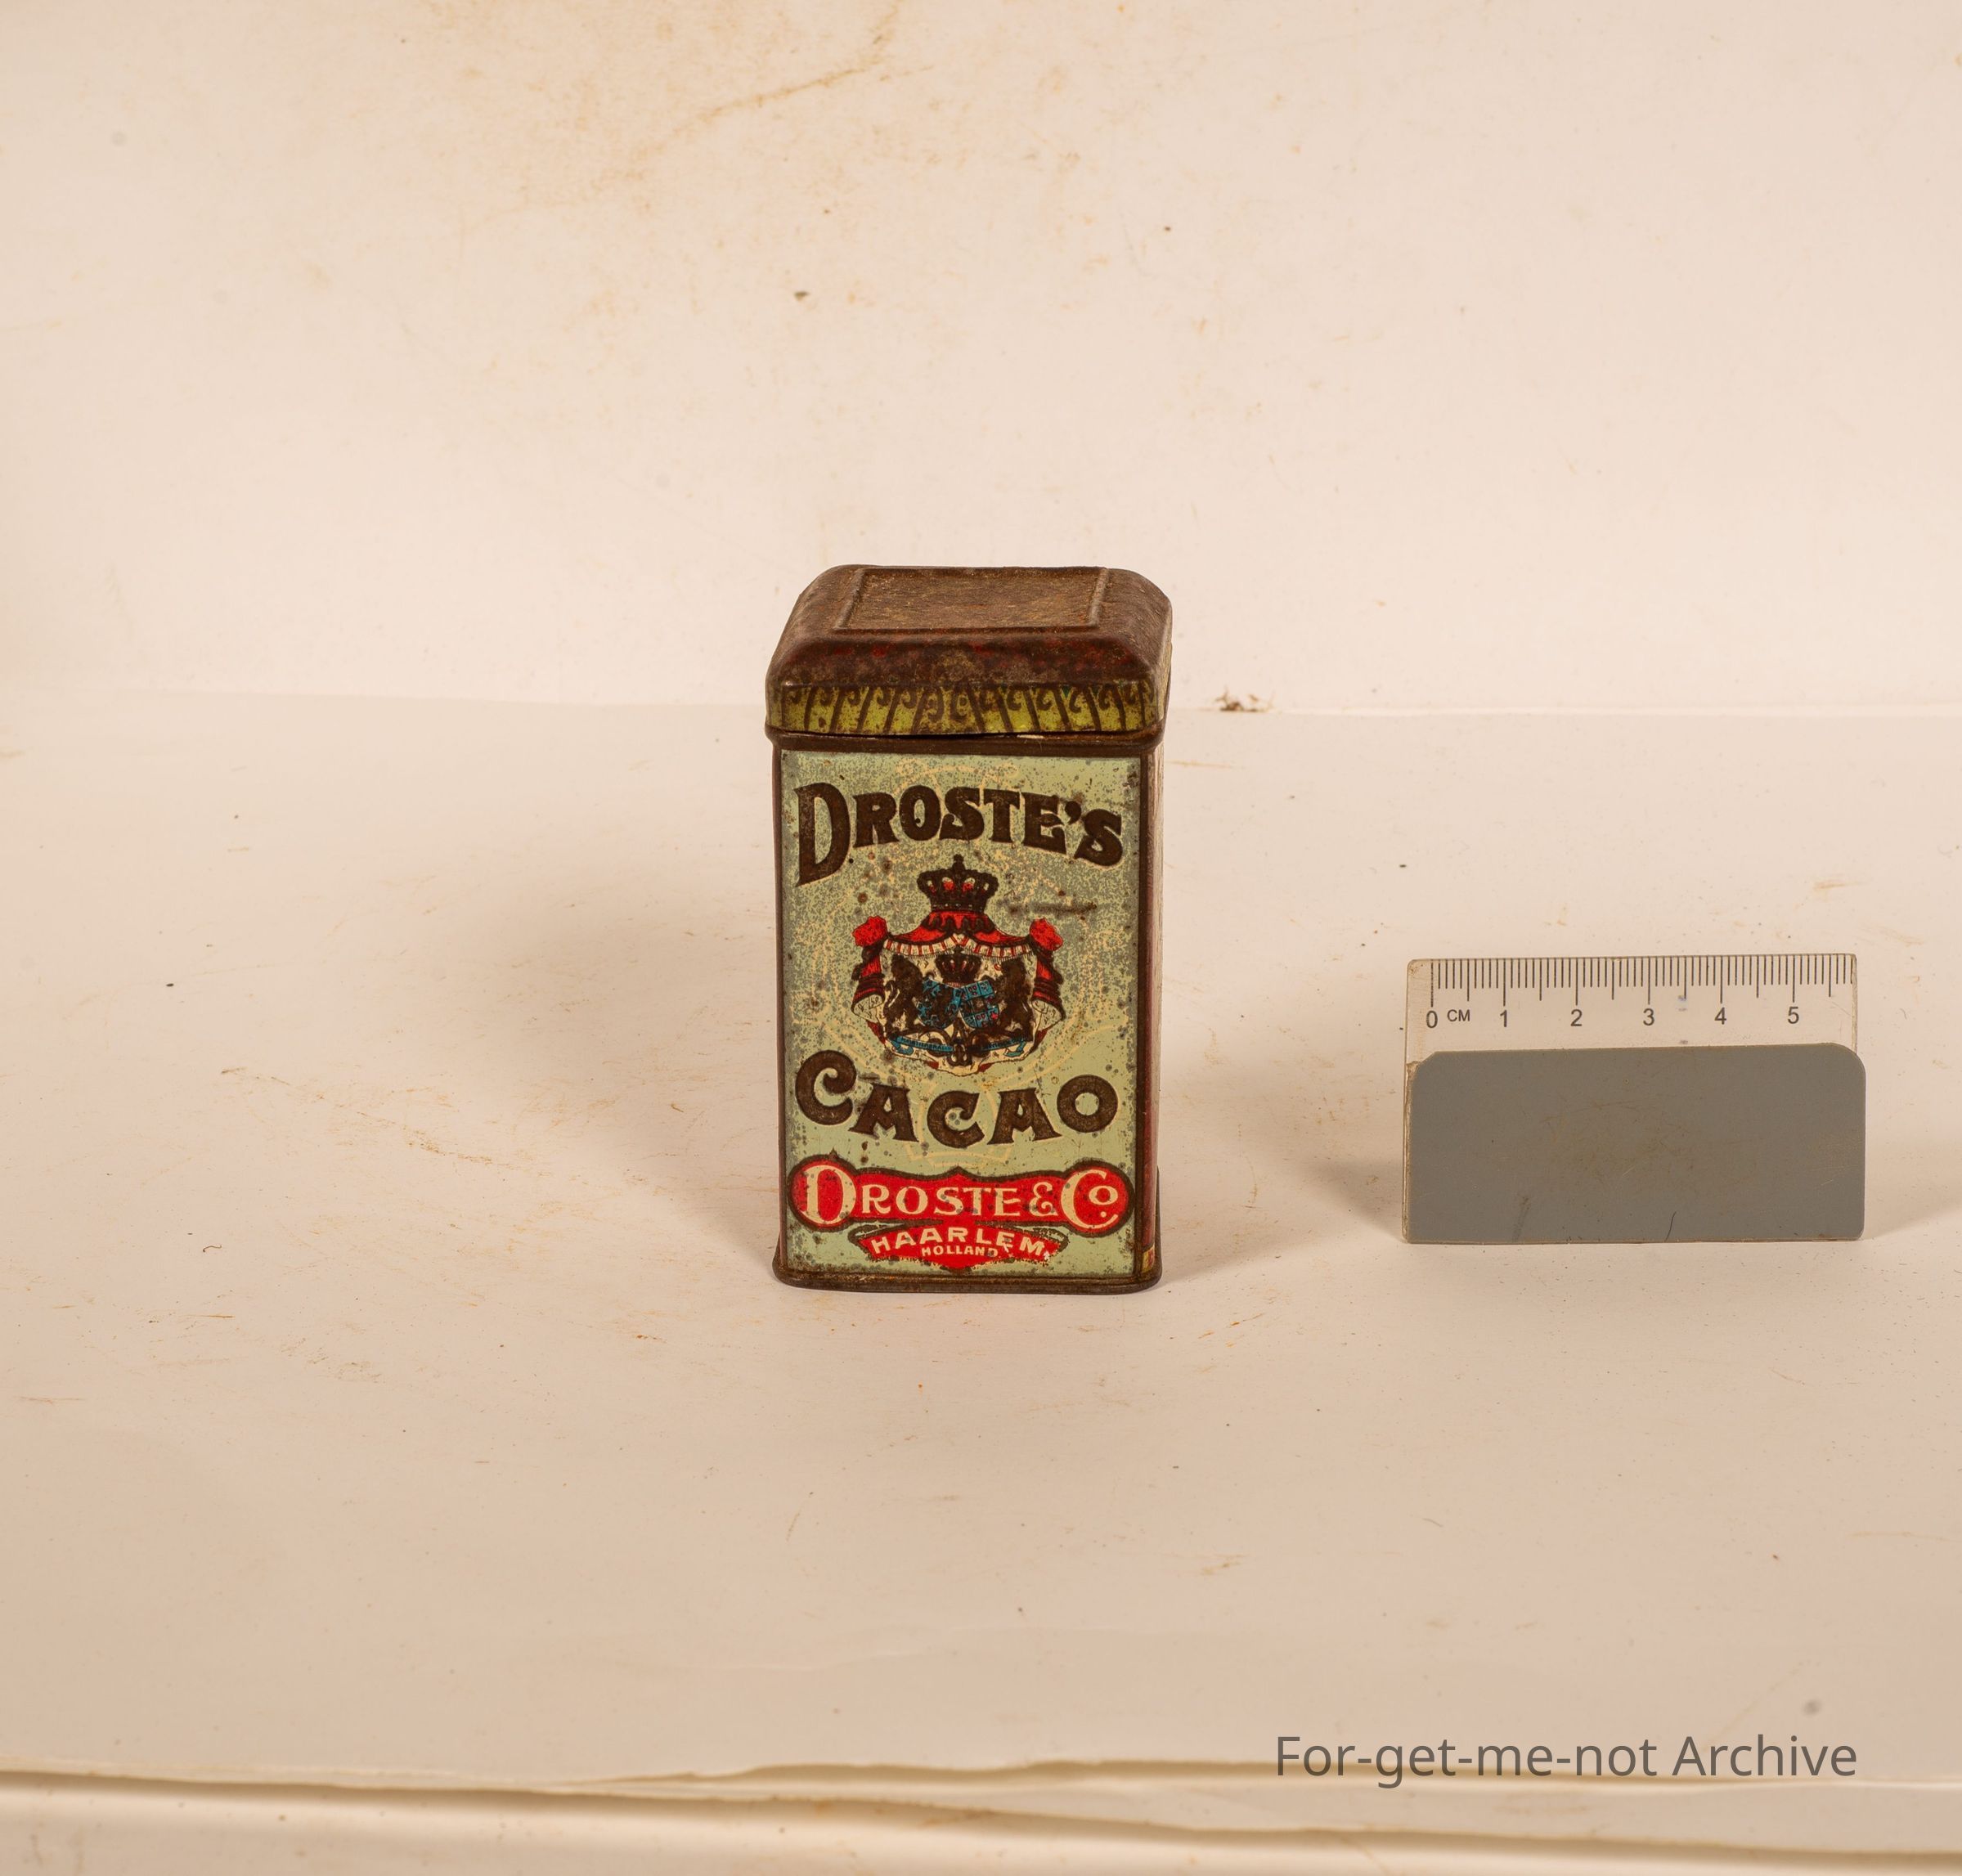 DROSTE'S
CACAO
DROSTE & Co.
HAARLEM.
HOLLAND.
0 CM 1 2 3 4 5
For-get-me-not Archive